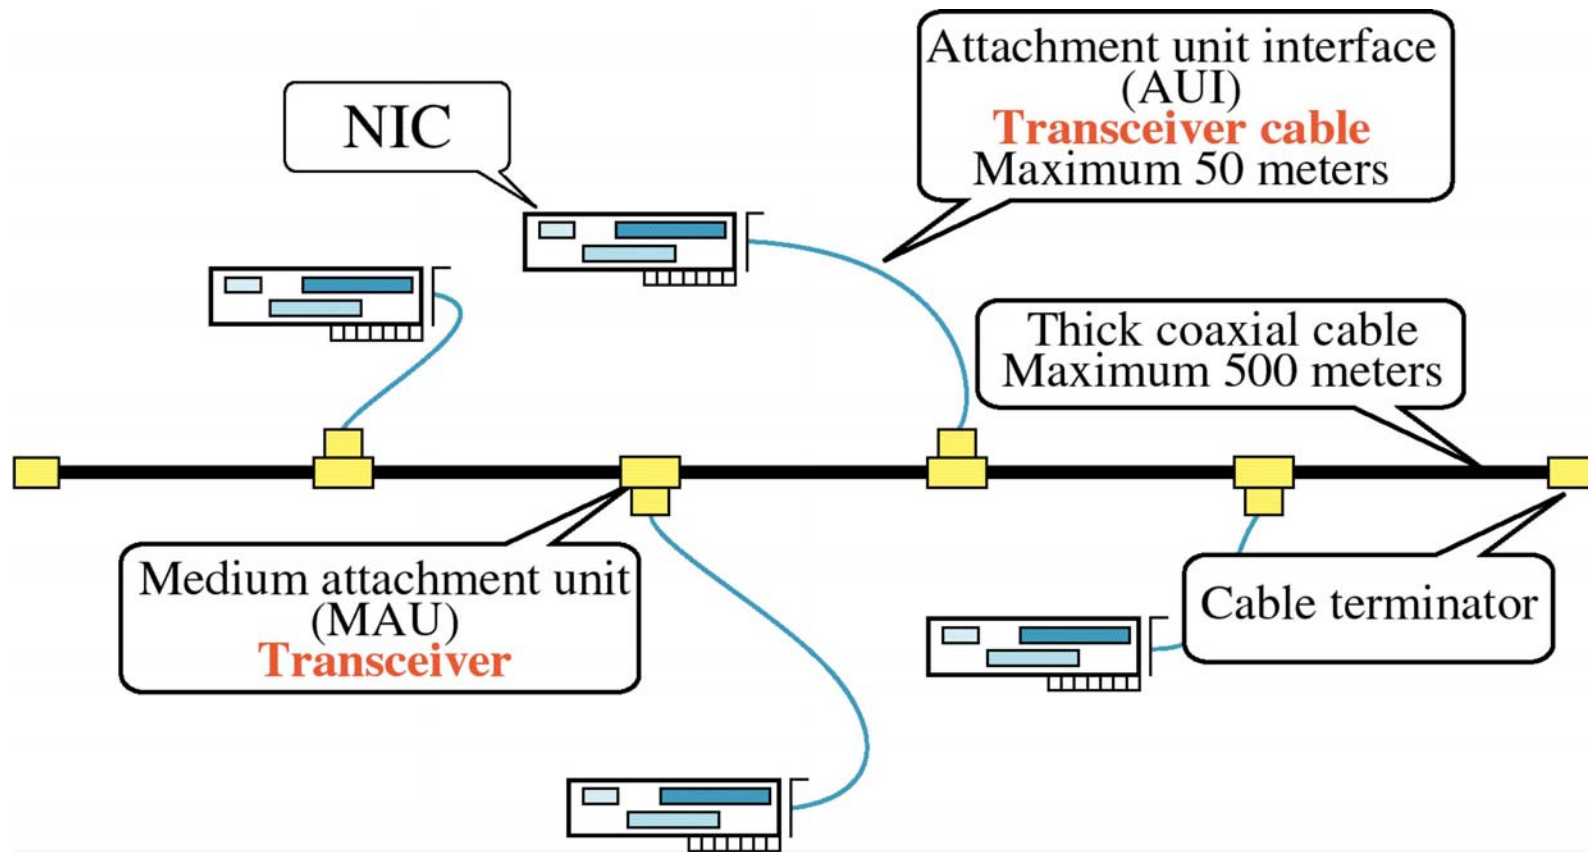 NIC
Attachment unit interface
(AUI)
Transceiver cable
Maximum 50 meters
Thick coaxial cable
Maximum 500 meters
Medium attachment unit
(MAU)
Transceiver
Cable terminator